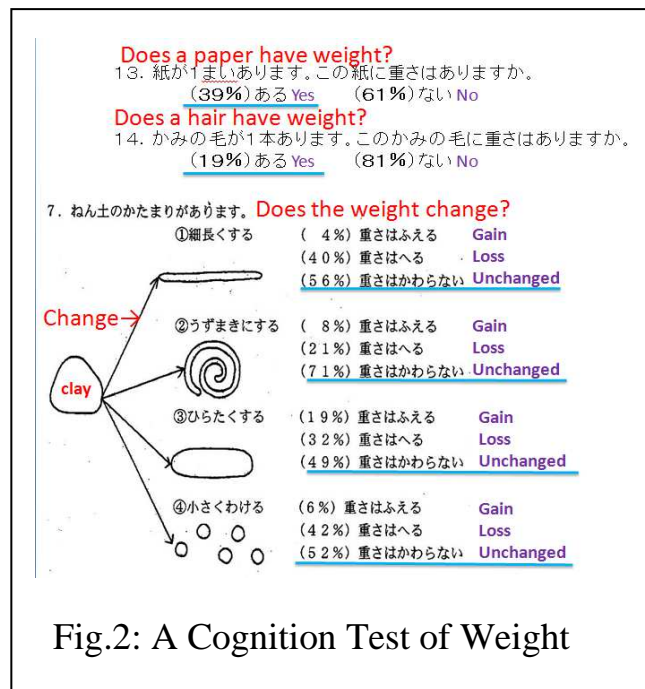 Does a paper have weight?
13. 紙が1まいあります。この紙に重さはありますか。
(39%)ある Yes (61%)ない No
Does a hair have weight?
14. かみの毛が1本あります。このかみの毛に重さはありますか。
(19%)ある Yes (81%)ない No
7. ねん土のかたまりがあります。 Does the weight change?
①細長くする ( 4%) 重さはふえる Gain
(40%) 重さはへる Loss
(56%) 重さはかわらない Unchanged
Change→
②うずまきにする ( 8%) 重さはふえる Gain
(21%) 重さはへる Loss
(71%) 重さはかわらない Unchanged
clay
③ひらたくする (19%) 重さはふえる Gain
(32%) 重さはへる Loss
(49%) 重さはかわらない Unchanged
④小さくわける (6%) 重さはふえる Gain
(42%) 重さはへる Loss
(52%) 重さはかわらない Unchanged
Fig.2: A Cognition Test of Weight